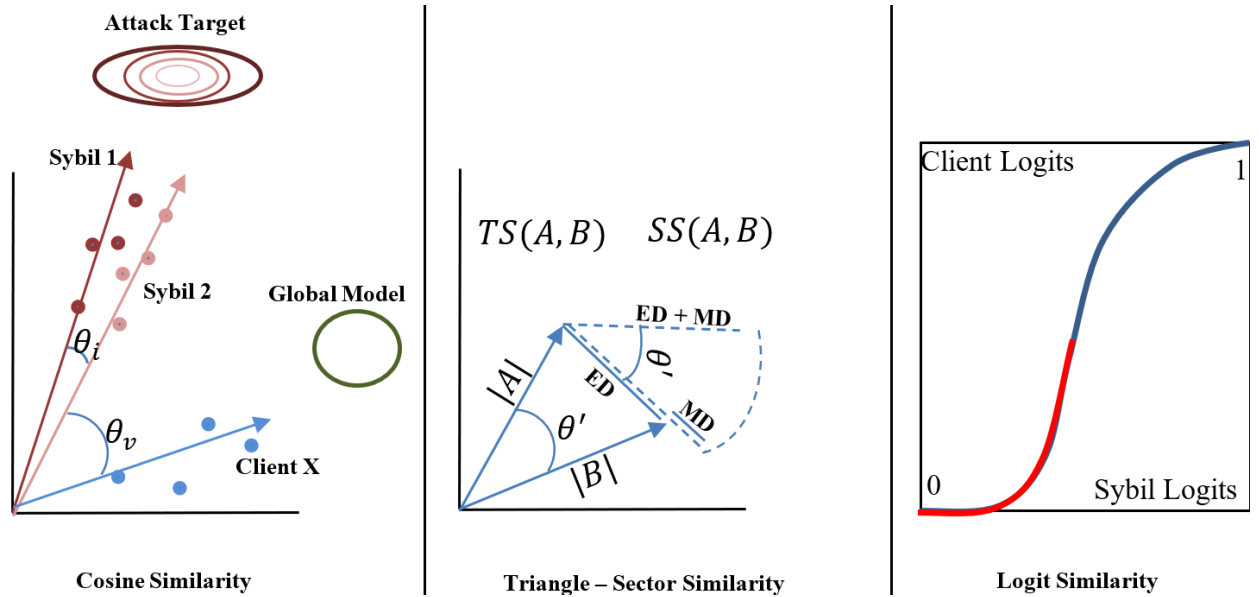 Attack Target
Sybil 1
Sybil 2
Global Model
θi
θv
Client X
Cosine Similarity
TS(A, B) SS(A, B)
ED + MD
θ'
|A|
ED
MD
θ'
|B|
Triangle – Sector Similarity
Client Logits
1
0
Sybil Logits
Logit Similarity